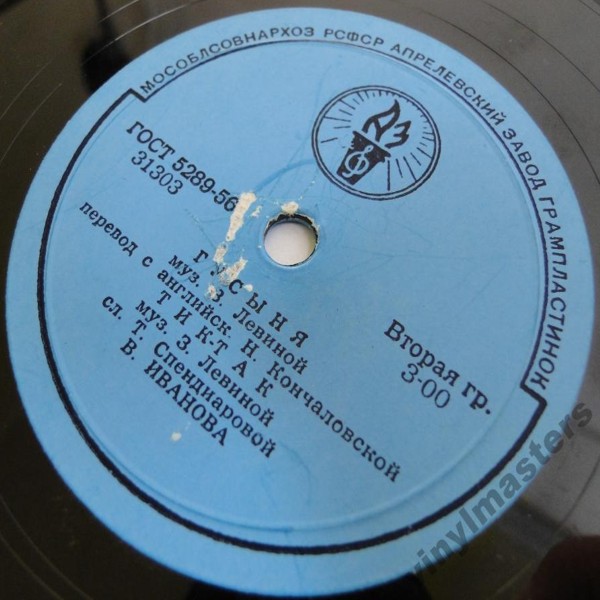 МОСОБЛСОВНАРХОЗ РСФСР АПРЕЛЕВСКИЙ ЗАВОД ГРАМПЛАСТИНОК
ГОСТ 5289-56
31303
Вторая гр.
3-00
муз. З. Левиной
перевод с английск. Н. Кончаловской
ТИК-ТАК
муз. З. Левиной
сл. Т. Спендиаровой
В. ИВАНОВА
vinylmasters